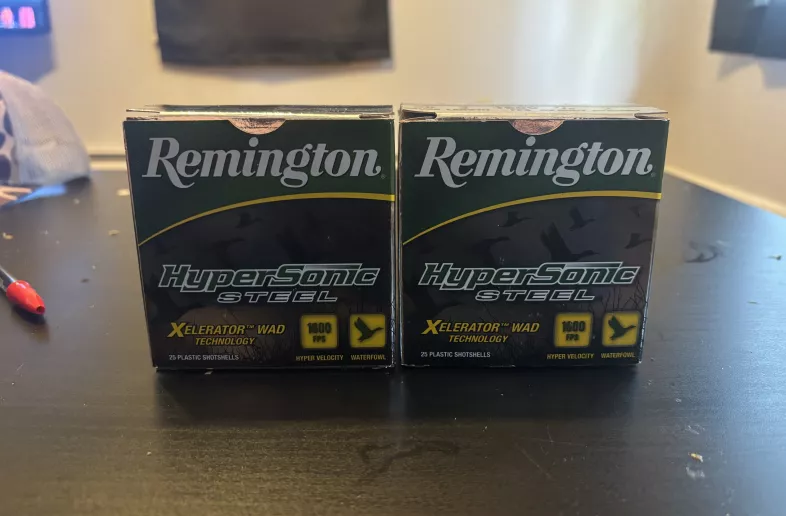 Remington
HyperSonic
STEEL
XELERATOR™ WAD
TECHNOLOGY
25 PLASTIC SHOTSHELLS
1600
FPS
HYPER VELOCITY
WATERFOWL
Remington
HyperSonic
STEEL
XELERATOR™ WAD
TECHNOLOGY
25 PLASTIC SHOTSHELLS
1600
FPS
HYPER VELOCITY
WATERFOWL